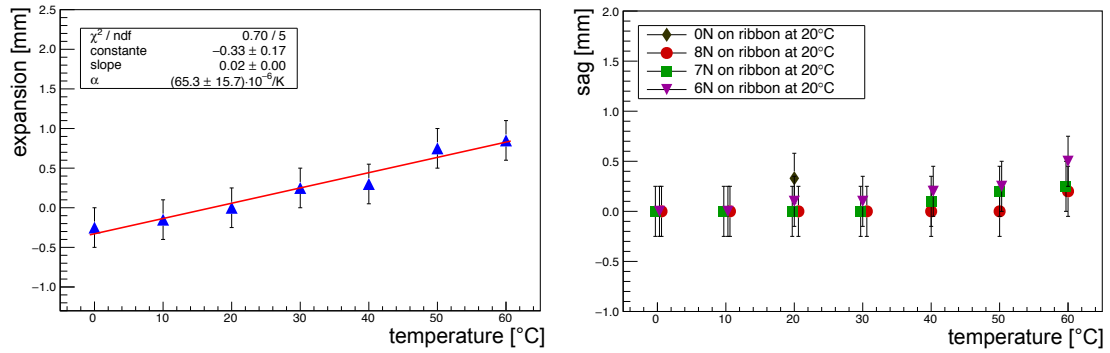 χ² / ndf 0.70 / 5
constante −0.33 ± 0.17
slope 0.02 ± 0.00
α (65.3 ± 15.7)·10⁻⁶/K
expansion [mm]
2.5
2.0
1.5
1.0
0.5
0.0
−0.5
−1.0
0 10 20 30 40 50 60
temperature [°C]
0N on ribbon at 20°C
8N on ribbon at 20°C
7N on ribbon at 20°C
6N on ribbon at 20°C
sag [mm]
2.0
1.5
1.0
0.5
0.0
−0.5
−1.0
0 10 20 30 40 50 60
temperature [°C]